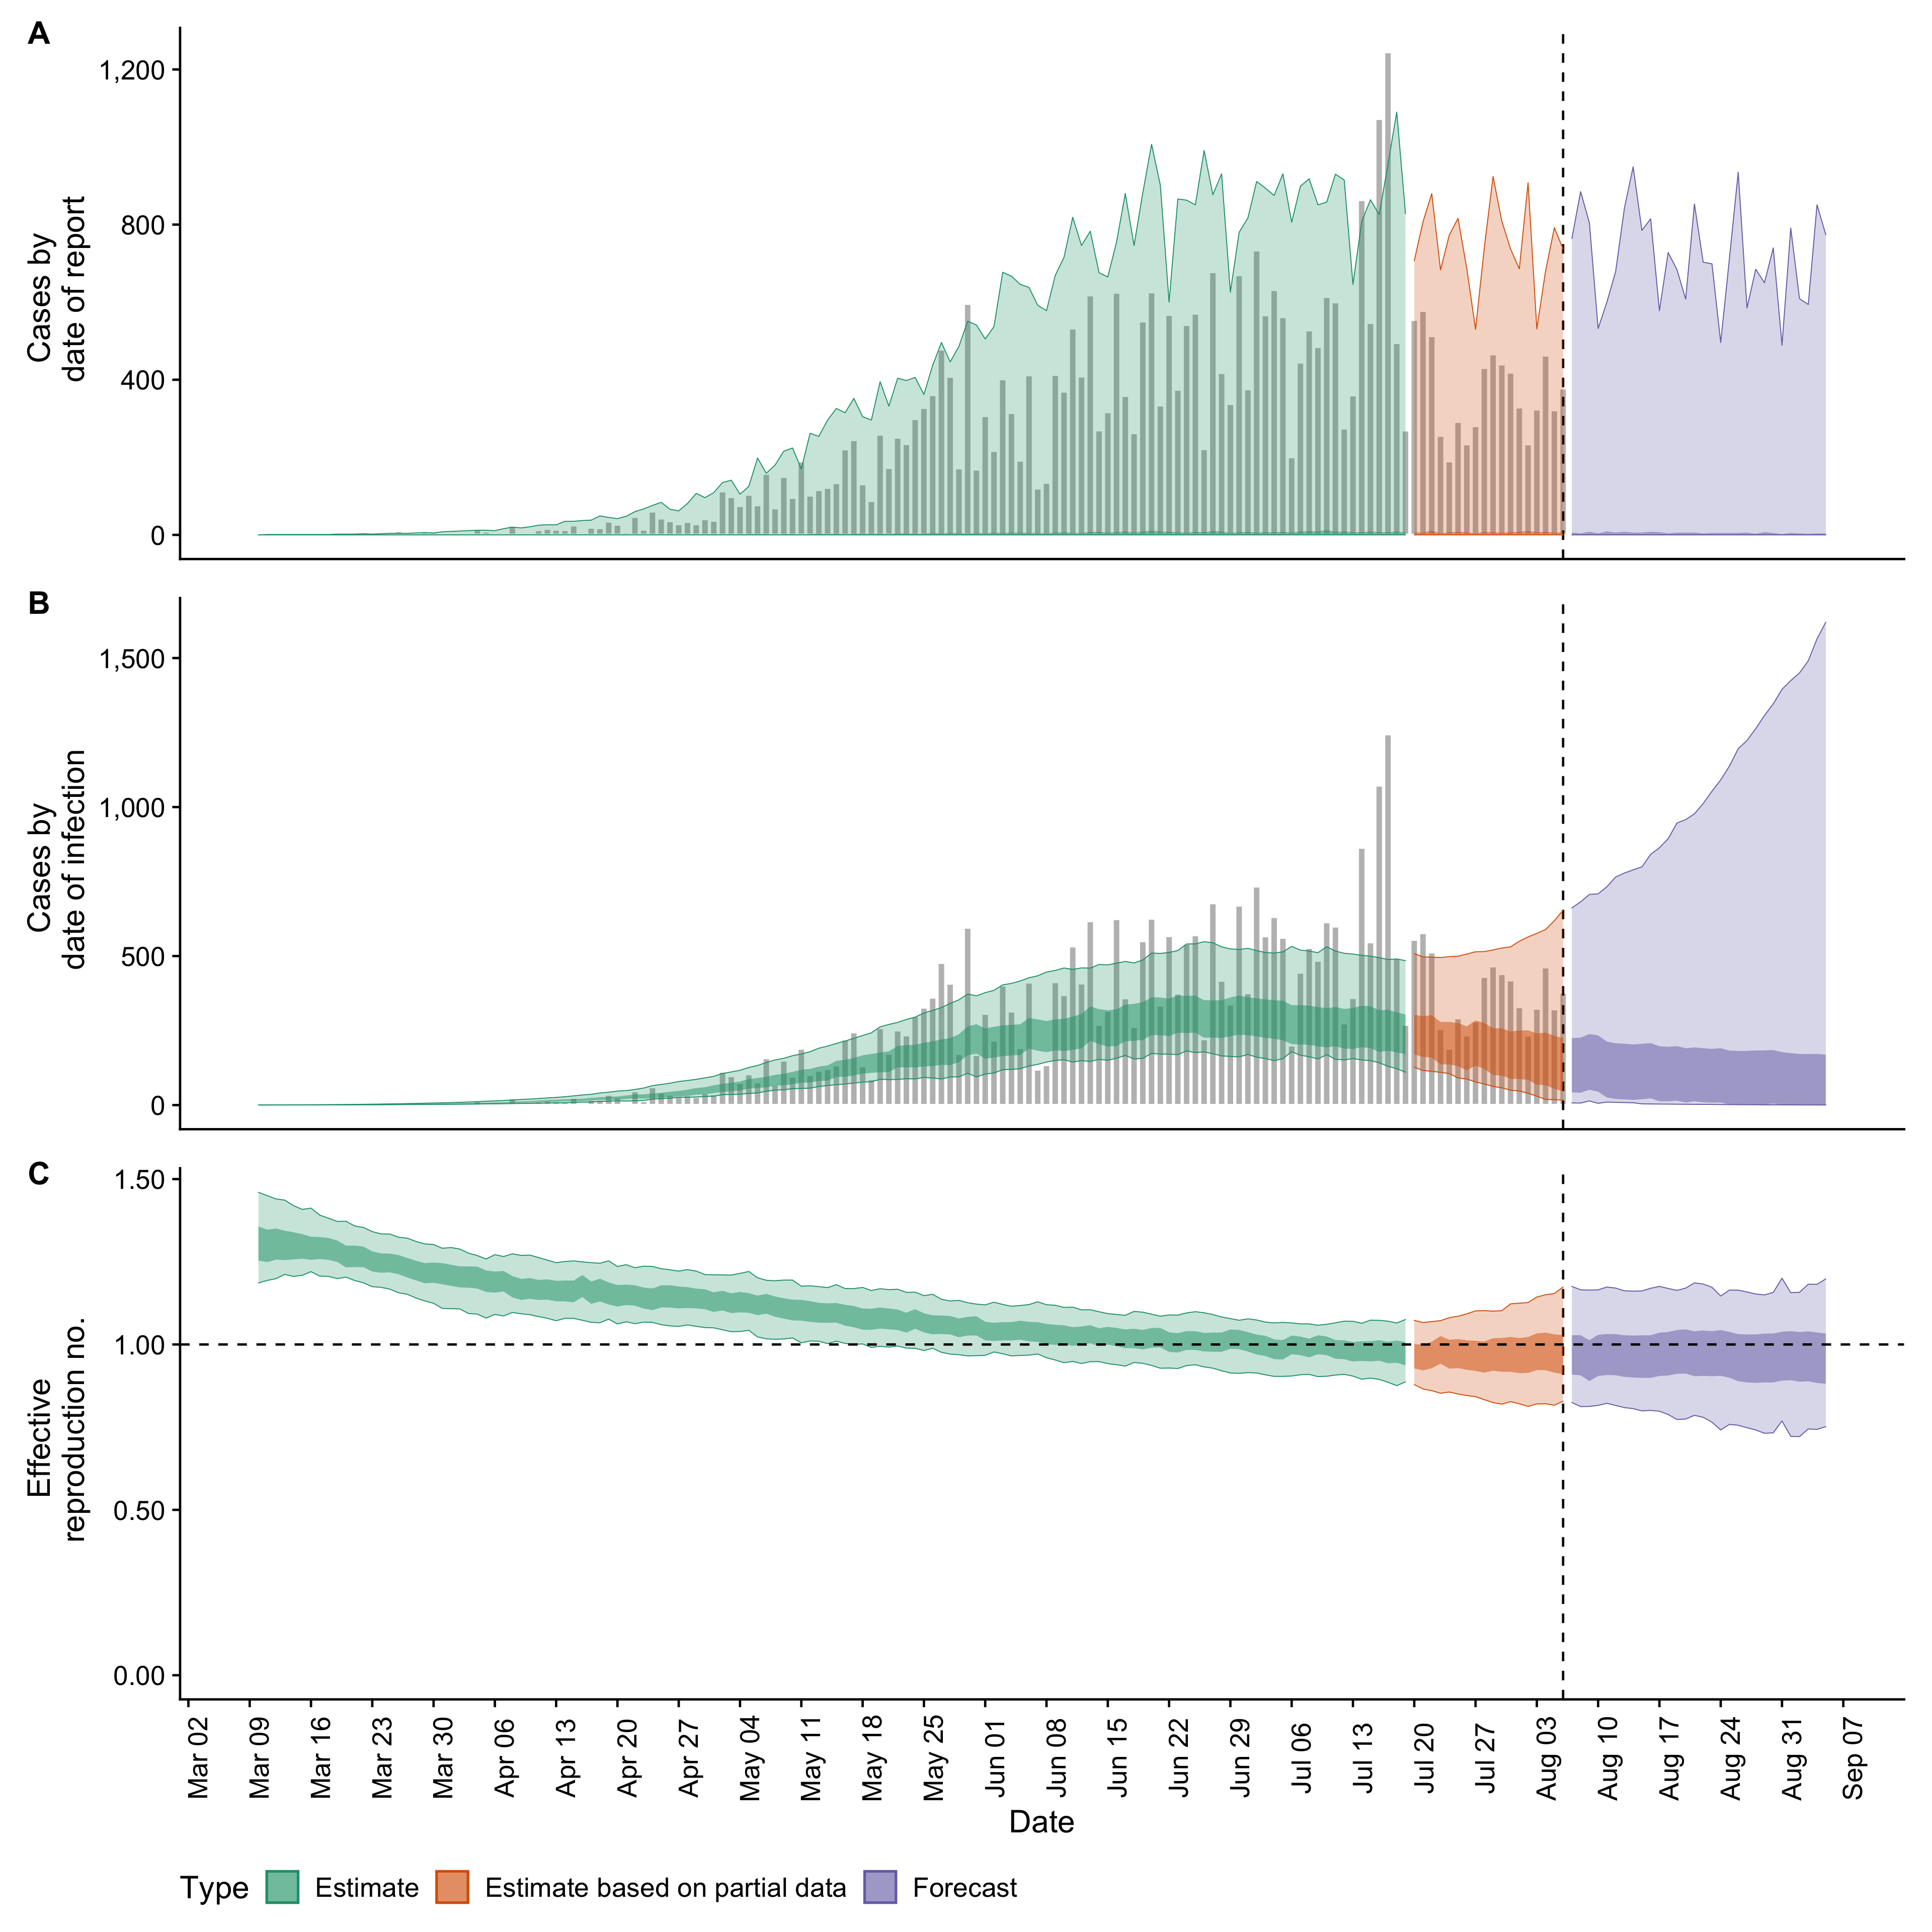 A
1,200
800
400
0
Cases by
date of report
B
1,500
1,000
500
0
Cases by
date of infection
C
1.50
1.00
0.50
0.00
Effective
reproduction no.
Mar 02
Mar 09
Mar 16
Mar 23
Mar 30
Apr 06
Apr 13
Apr 20
Apr 27
May 04
May 11
May 18
May 25
Jun 01
Jun 08
Jun 15
Jun 22
Jun 29
Jul 06
Jul 13
Jul 20
Jul 27
Aug 03
Aug 10
Aug 17
Aug 24
Aug 31
Sep 07
Date
Type Estimate Estimate based on partial data Forecast